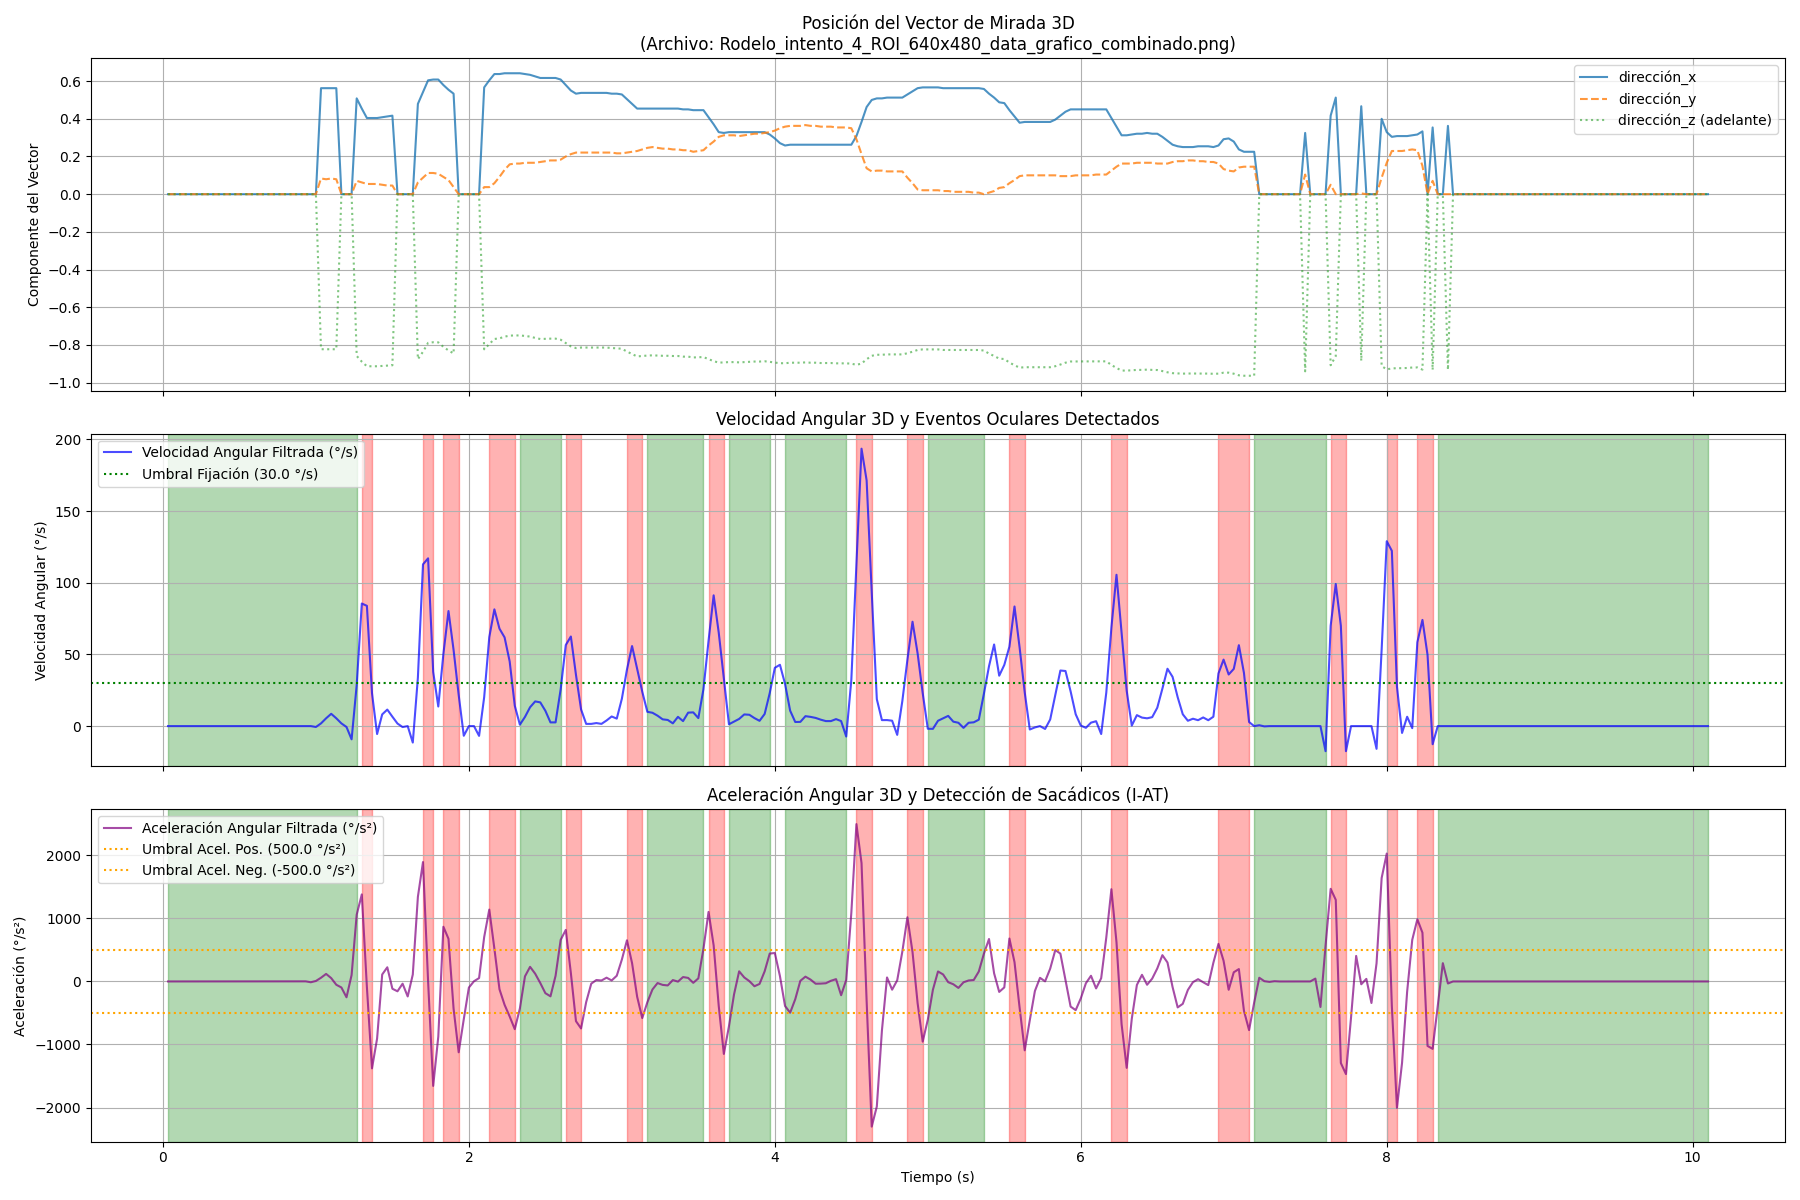 Posición del Vector de Mirada 3D
(Archivo: Rodelo_intento_4_ROI_640x480_data_grafico_combinado.png)
Componente del Vector
0.6
0.4
0.2
0.0
−0.2
−0.4
−0.6
−0.8
−1.0
dirección_x
dirección_y
dirección_z (adelante)
Velocidad Angular 3D y Eventos Oculares Detectados
Velocidad Angular (°/s)
200
150
100
50
0
Velocidad Angular Filtrada (°/s)
Umbral Fijación (30.0 °/s)
Aceleración Angular 3D y Detección de Sacádicos (I-AT)
Aceleración (°/s²)
2000
1000
0
−1000
−2000
Aceleración Angular Filtrada (°/s²)
Umbral Acel. Pos. (500.0 °/s²)
Umbral Acel. Neg. (-500.0 °/s²)
0 2 4 6 8 10
Tiempo (s)